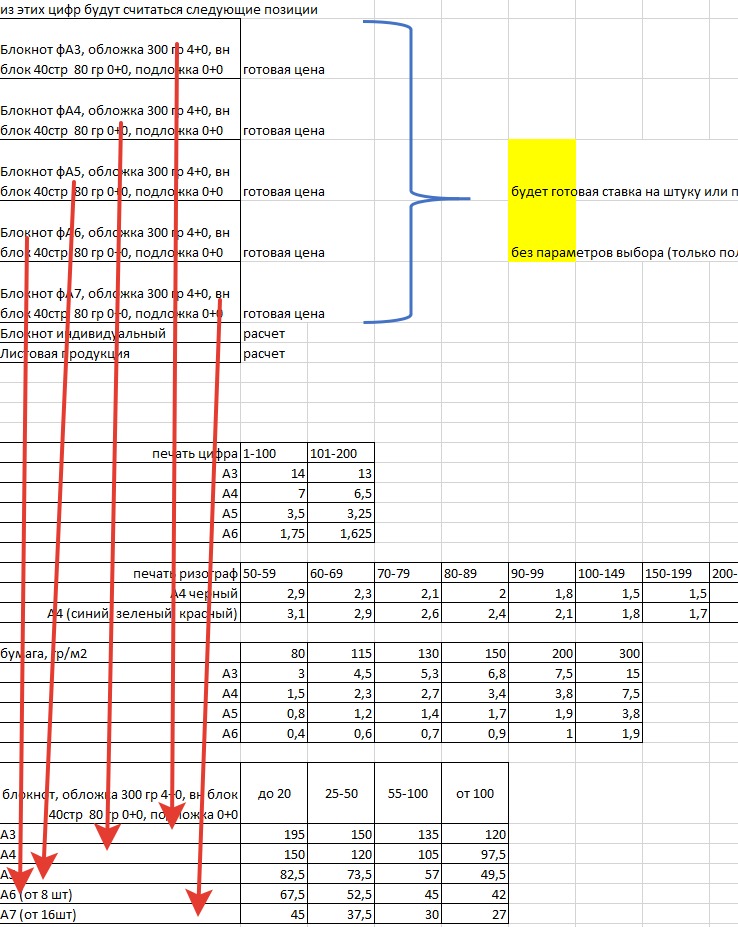 из этих цифр будут считаться следующие позиции
Блокнот фА3, обложка 300 гр 4+0, вн
блок 40стр 80 гр 0+0, подложка 0+0 готовая цена
Блокнот фА4, обложка 300 гр 4+0, вн
блок 40стр 80 гр 0+0, подложка 0+0 готовая цена
Блокнот фА5, обложка 300 гр 4+0, вн
блок 40стр 80 гр 0+0, подложка 0+0 готовая цена
будет готовая ставка на штуку или п
Блокнот фА6, обложка 300 гр 4+0, вн
блок 40стр 80 гр 0+0, подложка 0+0 готовая цена
без параметров выбора (только пол
Блокнот фА7, обложка 300 гр 4+0, вн
блок 40стр 80 гр 0+0, подложка 0+0 готовая цена
Блокнот индивидуальный расчет
Листовая продукция расчет
печать цифра 1-100 101-200
А3 14 13
А4 7 6,5
А5 3,5 3,25
А6 1,75 1,625
печать ризограф 50-59 60-69 70-79 80-89 90-99 100-149 150-199 200-
А4 черный 2,9 2,3 2,1 2 1,8 1,5 1,5
А4 (синий, зеленый, красный) 3,1 2,9 2,6 2,4 2,1 1,8 1,7
бумага, гр/м2 80 115 130 150 200 300
А3 3 4,5 5,3 6,8 7,5 15
А4 1,5 2,3 2,7 3,4 3,8 7,5
А5 0,8 1,2 1,4 1,7 1,9 3,8
А6 0,4 0,6 0,7 0,9 1 1,9
блокнот, обложка 300 гр 4+0, вн блок
40стр 80 гр 0+0, подложка 0+0 до 20 25-50 55-100 от 100
А3 195 150 135 120
А4 150 120 105 97,5
А5 82,5 73,5 57 49,5
А6 (от 8 шт) 67,5 52,5 45 42
А7 (от 16шт) 45 37,5 30 27